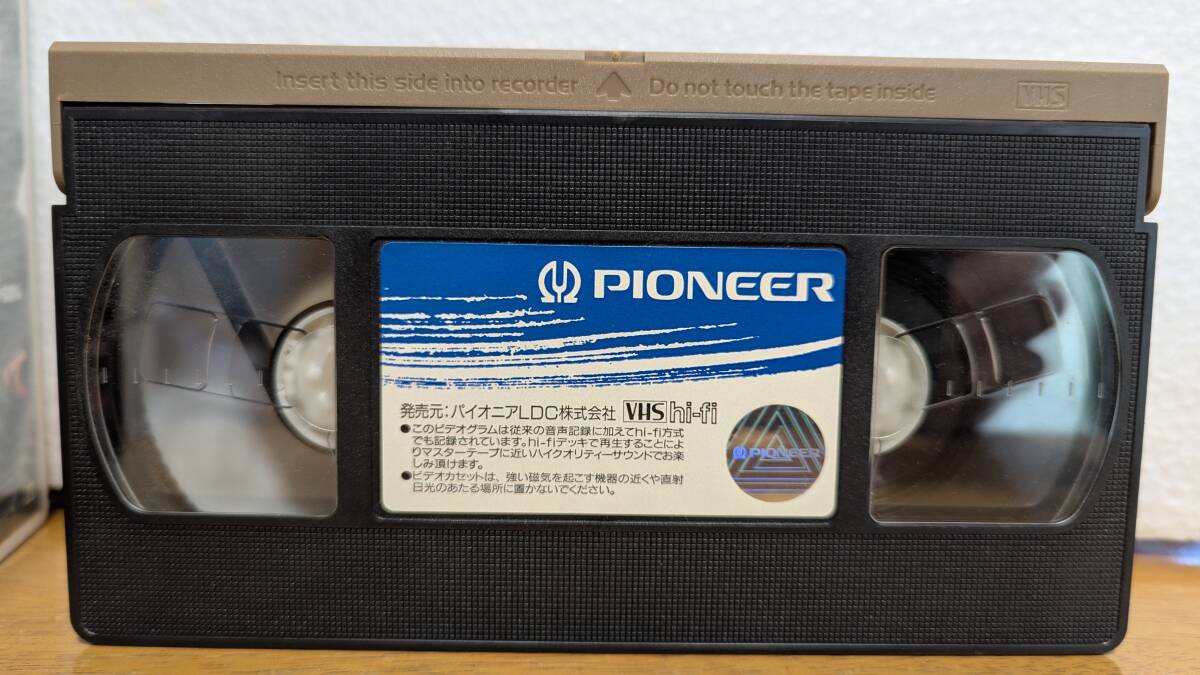 Insert this side into recorder Do not touch the tape inside VHS
PIONEER
発売元:パイオニアLDC株式会社 VHS hi-fi
●このビデオグラムは従来の音声記録に加えてhi-fi方式
でも記録されています。hi-fiデッキで再生することによ
りマスターテープに近いハイクオリティーサウンドでお楽
しみ頂けます。
●ビデオカセットは、強い磁気を起こす機器の近くや直射
日光のあたる場所に置かないでください。
PIONEER